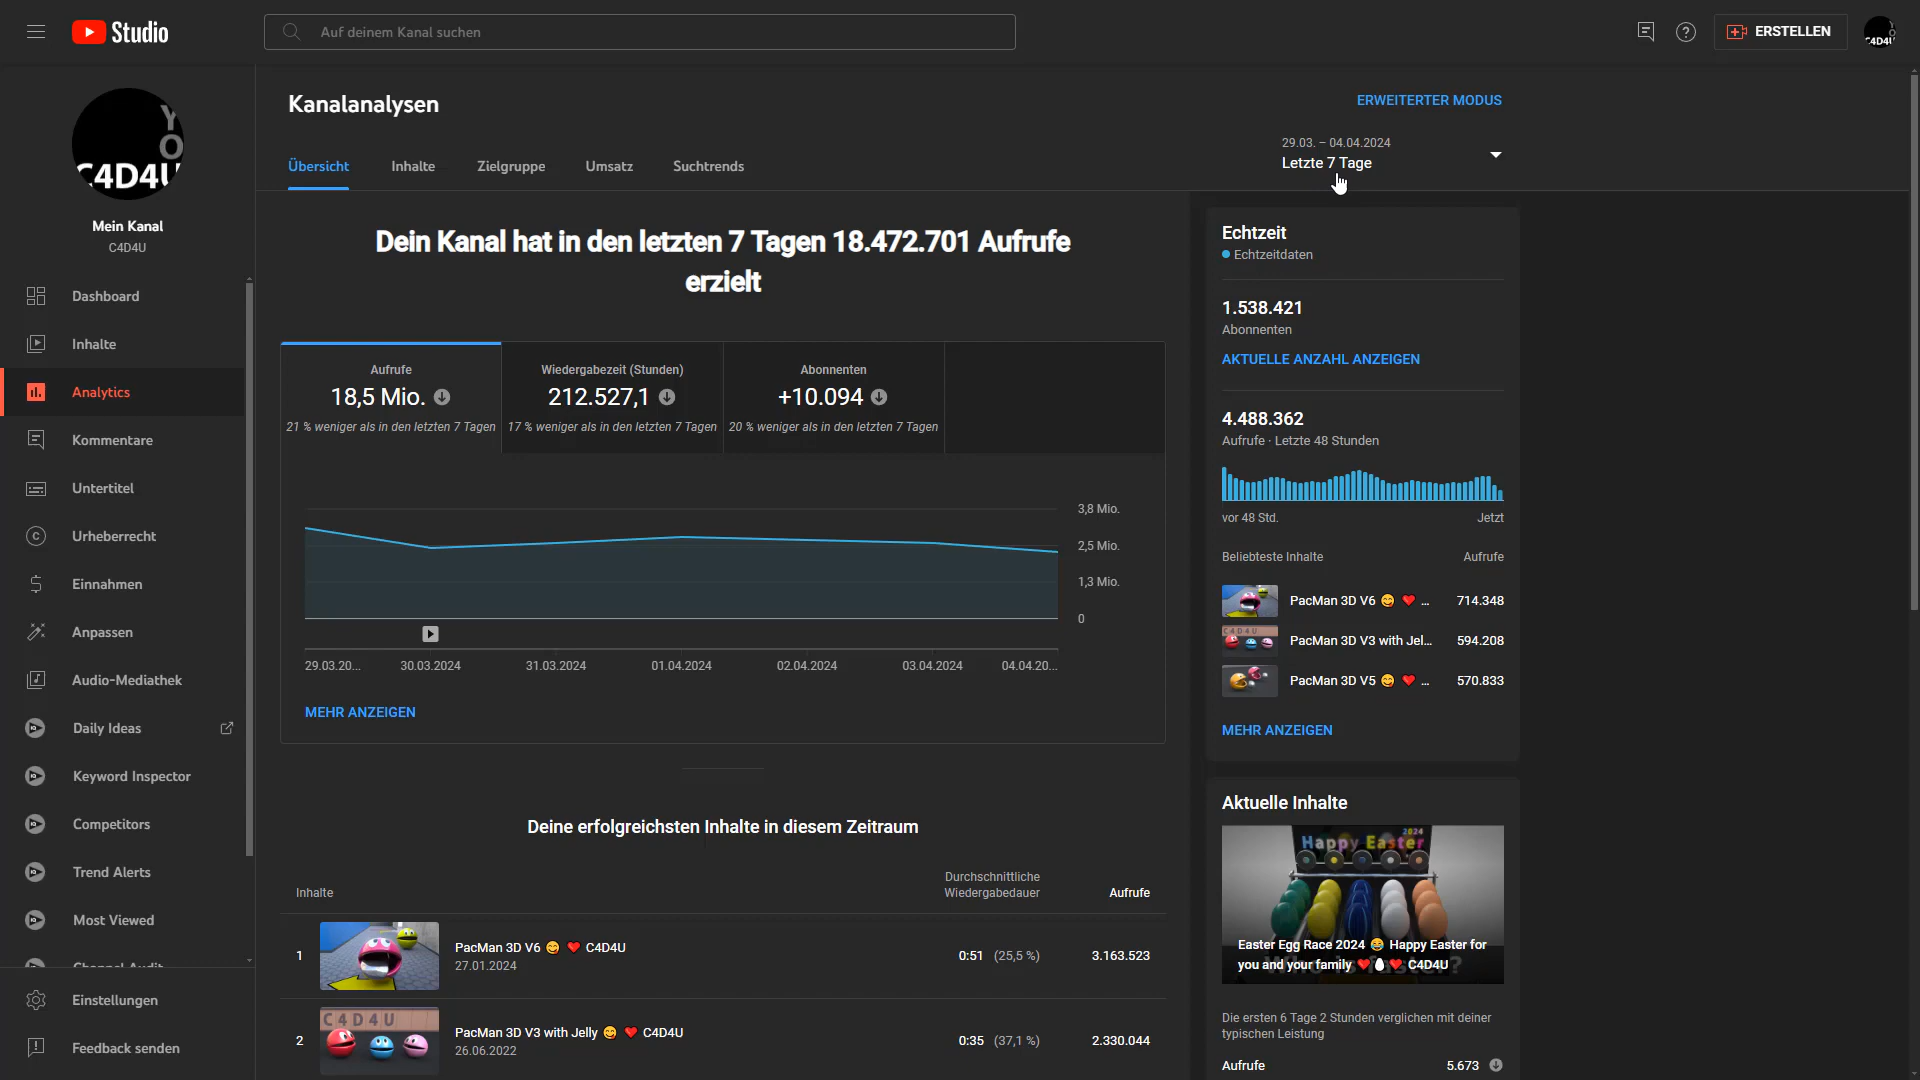 Studio
Auf deinem Kanal suchen
ERSTELLEN
C4D4U
YO
C4D4U
Mein Kanal
C4D4U
Dashboard
Inhalte
Analytics
Kommentare
Untertitel
Urheberrecht
Einnahmen
Anpassen
Audio-Mediathek
Daily Ideas
Keyword Inspector
Competitors
Trend Alerts
Most Viewed
Channel Audit
Einstellungen
Feedback senden
Kanalanalysen
ERWEITERTER MODUS
Übersicht
Inhalte
Zielgruppe
Umsatz
Suchtrends
29.03. – 04.04.2024
Letzte 7 Tage
Dein Kanal hat in den letzten 7 Tagen 18.472.701 Aufrufe
erzielt
Aufrufe
18,5 Mio.
21 % weniger als in den letzten 7 Tagen
Wiedergabezeit (Stunden)
212.527,1
17 % weniger als in den letzten 7 Tagen
Abonnenten
+10.094
20 % weniger als in den letzten 7 Tagen
3,8 Mio.
2,5 Mio.
1,3 Mio.
0
29.03.20...
30.03.2024
31.03.2024
01.04.2024
02.04.2024
03.04.2024
04.04.20...
MEHR ANZEIGEN
Deine erfolgreichsten Inhalte in diesem Zeitraum
Inhalte
Durchschnittliche
Wiedergabedauer
Aufrufe
1
PacMan 3D V6 😋 ❤️ C4D4U
27.01.2024
0:51 (25,5 %)
3.163.523
2
C4D4U
PacMan 3D V3 with Jelly 😋 ❤️ C4D4U
26.06.2022
0:35 (37,1 %)
2.330.044
Echtzeit
Echtzeitdaten
1.538.421
Abonnenten
AKTUELLE ANZAHL ANZEIGEN
4.488.362
Aufrufe · Letzte 48 Stunden
vor 48 Std.
Jetzt
Beliebteste Inhalte
Aufrufe
PacMan 3D V6 😋 ❤️ ...
714.348
C4D4U
PacMan 3D V3 with Jel...
594.208
PacMan 3D V5 😋 ❤️ ...
570.833
MEHR ANZEIGEN
Aktuelle Inhalte
2024
Happy Easter
Easter Egg Race 2024 😂 Happy Easter for
you and your family ❤️🥚❤️ C4D4U
Who is faster?
Die ersten 6 Tage 2 Stunden verglichen mit deiner
typischen Leistung
Aufrufe
5.673